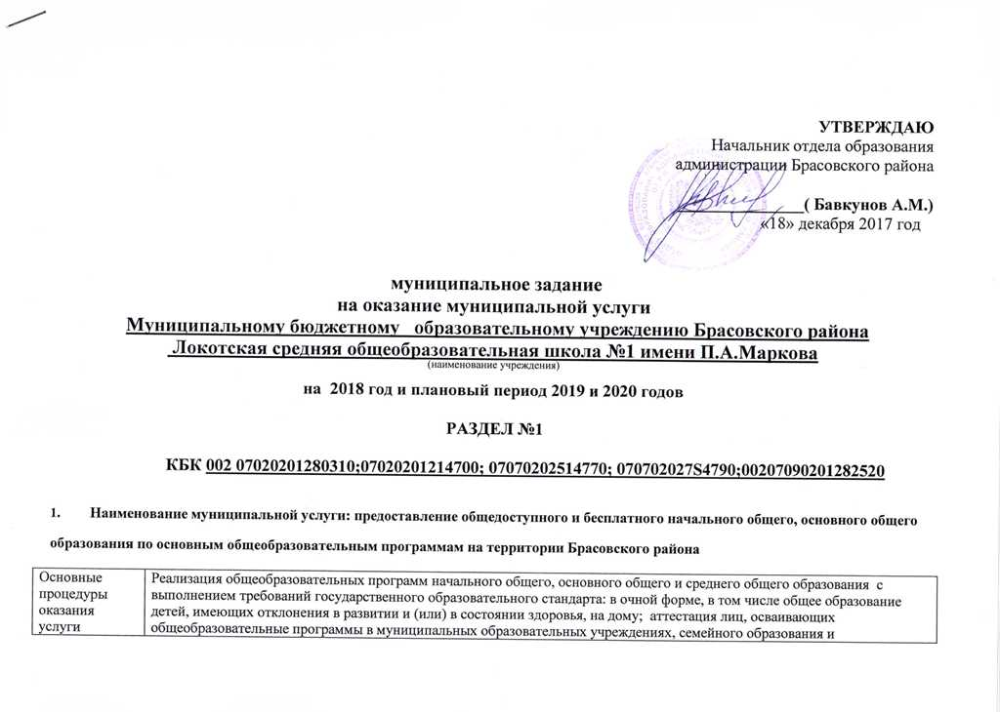 УТВЕРЖДАЮ
Начальник отдела образования
администрации Брасовского района
( Бавкунов А.М.)
«18» декабря 2017 год
муниципальное задание
на оказание муниципальной услуги
Муниципальному бюджетному образовательному учреждению Брасовского района
Локотская средняя общеобразовательная школа №1 имени П.А.Маркова
(наименование учреждения)
на 2018 год и плановый период 2019 и 2020 годов
РАЗДЕЛ №1
КБК 002 07020201280310;07020201214700; 07070202514770; 070702027S4790;00207090201282520
1. Наименование муниципальной услуги: предоставление общедоступного и бесплатного начального общего, основного общего
образования по основным общеобразовательным программам на территории Брасовского района
Основные
процедуры
оказания
услуги
Реализация общеобразовательных программ начального общего, основного общего и среднего общего образования с
выполнением требований государственного образовательного стандарта: в очной форме, в том числе общее образование
детей, имеющих отклонения в развитии и (или) в состоянии здоровья, на дому; аттестация лиц, осваивающих
общеобразовательные программы в муниципальных образовательных учреждениях, семейного образования и